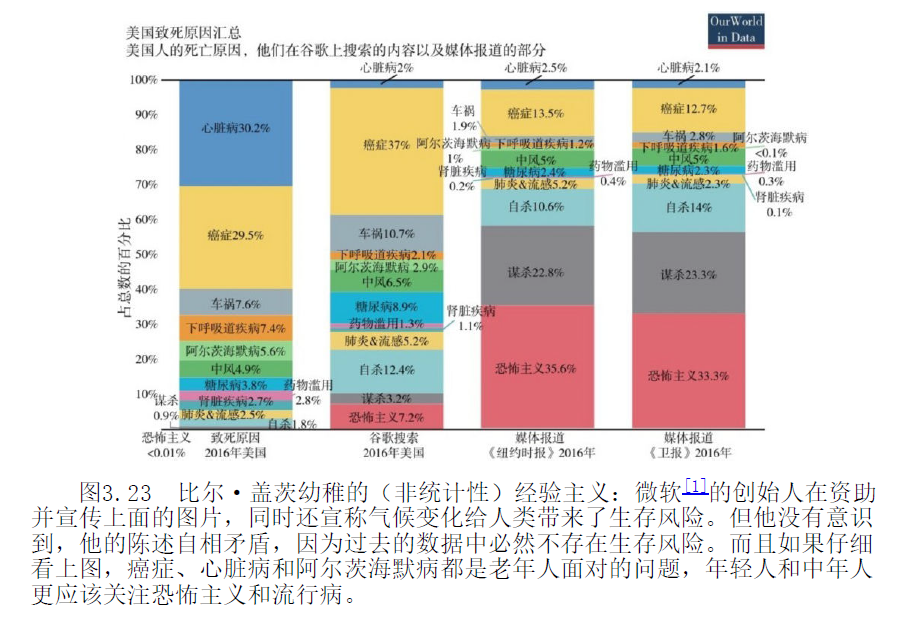 美国致死原因汇总
美国人的死亡原因，他们在谷歌上搜索的内容以及媒体报道的部分
OurWorld
in Data
占总数的百分比
100%
90%
80%
70%
60%
50%
40%
30%
20%
10%
心脏病30.2%
癌症29.5%
车祸7.6%
下呼吸道疾病7.4%
阿尔茨海默病5.6%
中风4.9%
糖尿病3.8%
药物滥用
2.8%
肾脏疾病2.7%
谋杀
0.9%
肺炎&流感2.5%
自杀1.8%
恐怖主义
<0.01%
致死原因
2016年美国
心脏病2%
癌症37%
车祸10.7%
下呼吸道疾病2.1%
阿尔茨海默病 2.9%
中风6.5%
糖尿病8.9%
药物滥用1.3%
肾脏疾病
1.1%
肺炎&流感5.2%
自杀12.4%
谋杀3.2%
恐怖主义7.2%
谷歌搜索
2016年美国
心脏病2.5%
癌症13.5%
车祸
1.9%
下呼吸道疾病1.2%
阿尔茨海默病
1%
中风5%
糖尿病2.4%
肾脏疾病
0.2%
药物滥用
0.4%
肺炎&流感5.2%
自杀10.6%
谋杀22.8%
恐怖主义35.6%
媒体报道
《纽约时报》2016年
心脏病2.1%
癌症12.7%
车祸 2.8%
下呼吸道疾病1.6%
阿尔茨海默病
<0.1%
中风5%
糖尿病2.3%
药物滥用
0.3%
肺炎&流感2.3%
肾脏疾病
0.1%
自杀14%
谋杀23.3%
恐怖主义33.3%
媒体报道
《卫报》2016年
图3.23 比尔·盖茨幼稚的（非统计性）经验主义：微软[1]的创始人在资助
并宣传上面的图片，同时还宣称气候变化给人类带来了生存风险。但他没有意识
到，他的陈述自相矛盾，因为过去的数据中必然不存在生存风险。而且如果仔细
看上图，癌症、心脏病和阿尔茨海默病都是老年人面对的问题，年轻人和中年人
更应该关注恐怖主义和流行病。